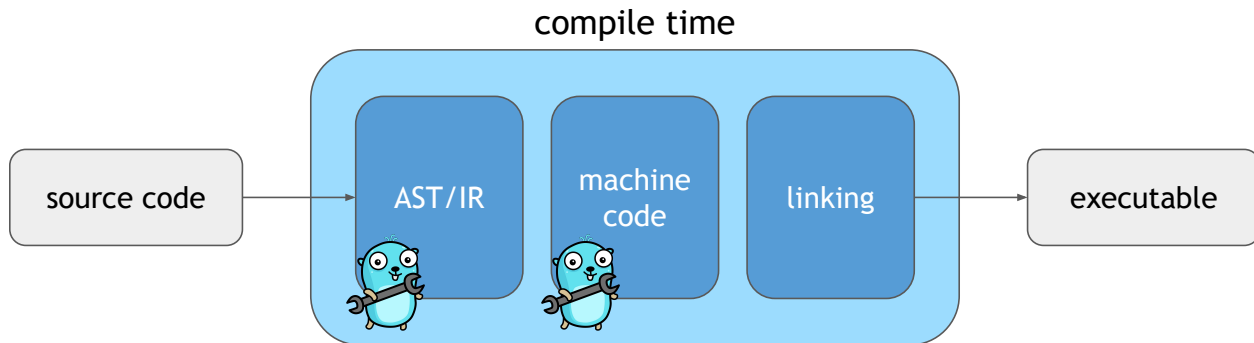 compile time
source code
AST/IR
machine
code
linking
executable